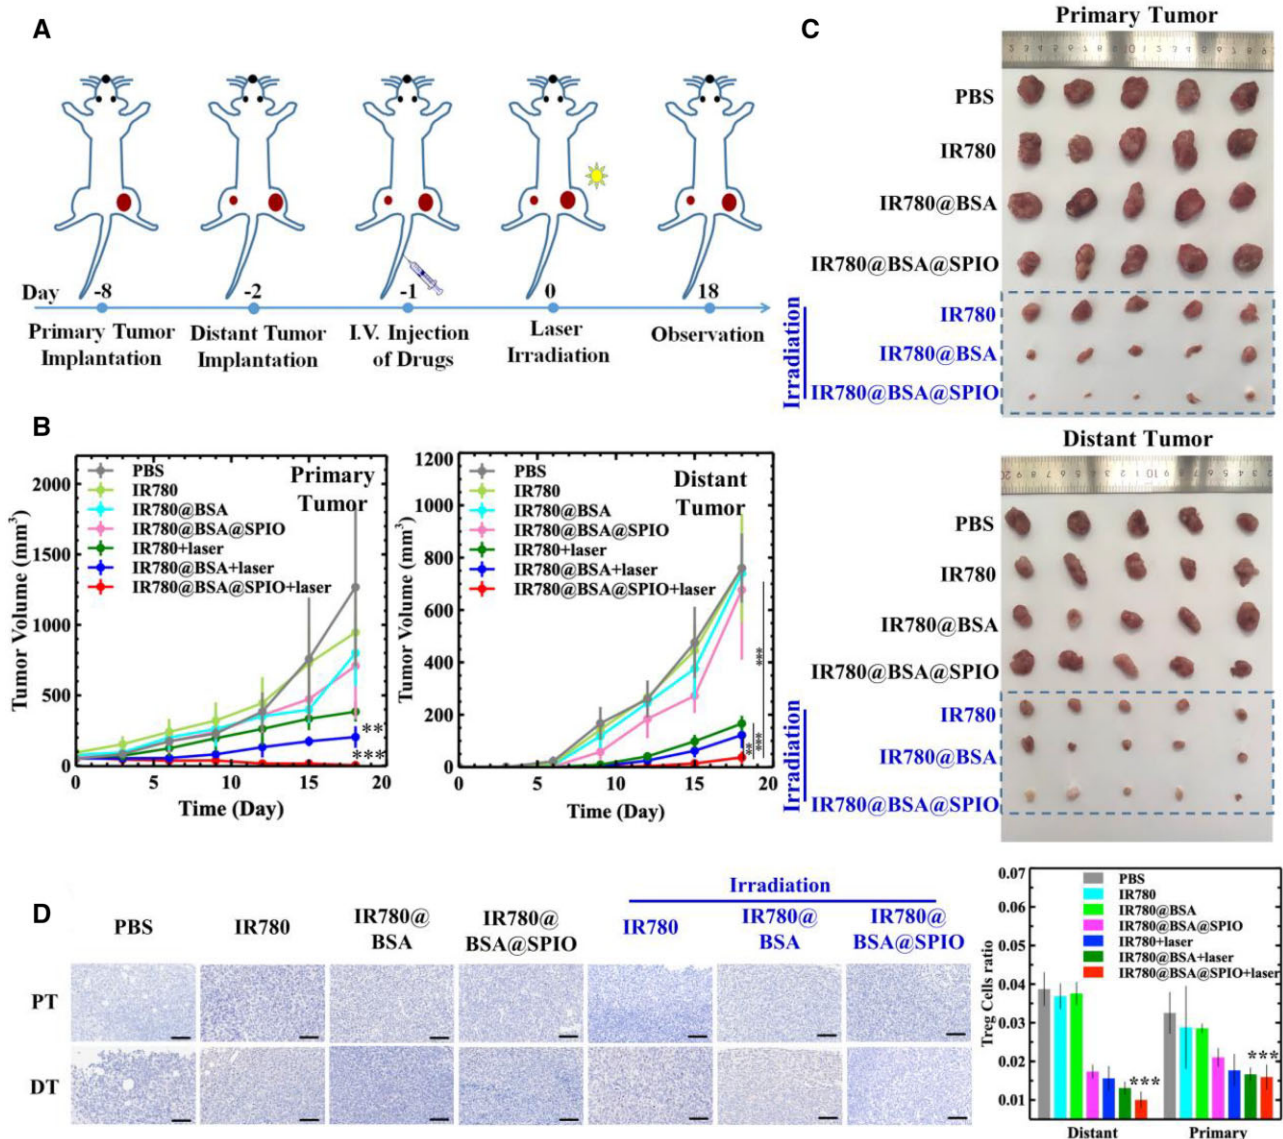 A
Day
-8
-2
-1
0
18
Primary Tumor
Implantation
Distant Tumor
Implantation
I.V. Injection
of Drugs
Laser
Irradiation
Observation
B
Primary
Tumor
PBS
IR780
IR780@BSA
IR780@BSA@SPIO
IR780+laser
IR780@BSA+laser
IR780@BSA@SPIO+laser
Tumor Volume (mm³)
2000
1500
1000
500
0
0
5
10
15
20
Time (Day)
**
***
Distant
Tumor
PBS
IR780
IR780@BSA
IR780@BSA@SPIO
IR780+laser
IR780@BSA+laser
IR780@BSA@SPIO+laser
Tumor Volume (mm³)
1200
1000
800
600
400
200
0
0
5
10
15
20
Time (Day)
***
***
**
C
Primary Tumor
PBS
IR780
IR780@BSA
IR780@BSA@SPIO
Irradiation
IR780
IR780@BSA
IR780@BSA@SPIO
Distant Tumor
PBS
IR780
IR780@BSA
IR780@BSA@SPIO
Irradiation
IR780
IR780@BSA
IR780@BSA@SPIO
D
Irradiation
PBS
IR780
IR780@
BSA
IR780@
BSA@SPIO
IR780
IR780@
BSA
IR780@
BSA@SPIO
PT
DT
Treg Cells ratio
0.07
0.06
0.05
0.04
0.03
0.02
0.01
PBS
IR780
IR780@BSA
IR780@BSA@SPIO
IR780+laser
IR780@BSA+laser
IR780@BSA@SPIO+laser
***
***
Distant
Primary